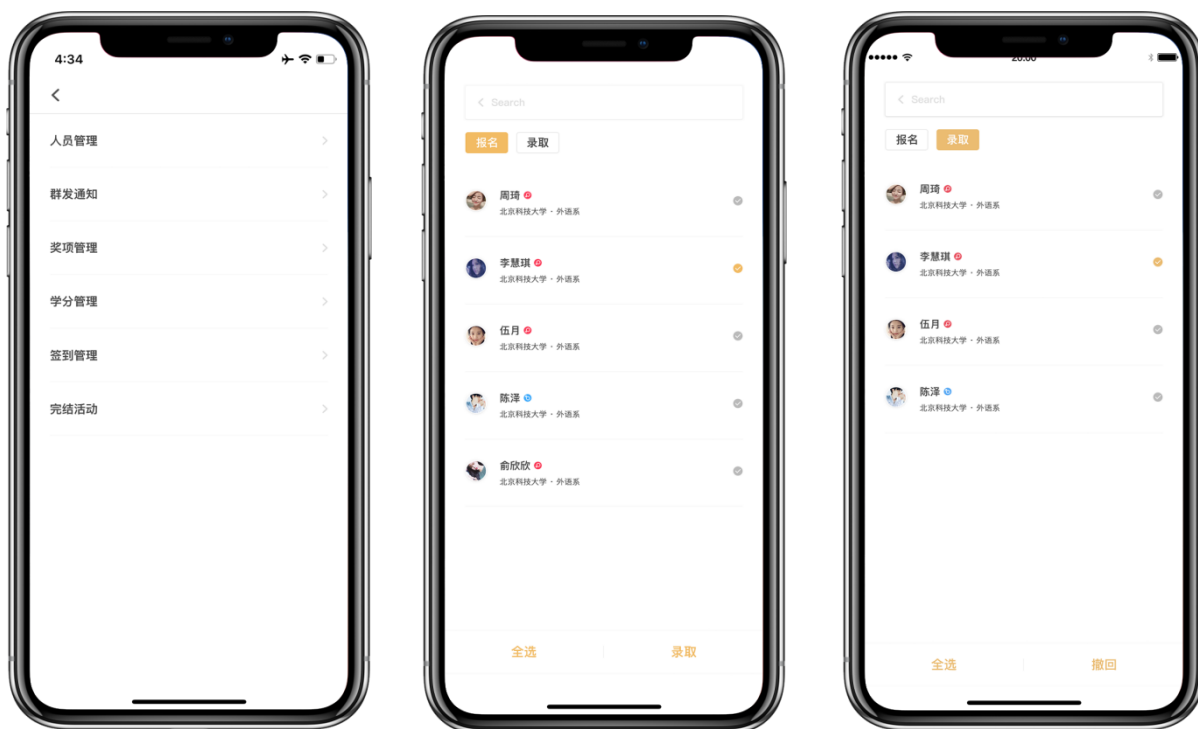 4:34
人员管理
群发通知
奖项管理
学分管理
签到管理
完结活动
Search
报名
录取
周琦
北京科技大学 · 外语系
李慧琪
北京科技大学 · 外语系
伍月
北京科技大学 · 外语系
陈泽
北京科技大学 · 外语系
俞欣欣
北京科技大学 · 外语系
全选
录取
20:00
Search
报名
录取
周琦
北京科技大学 · 外语系
李慧琪
北京科技大学 · 外语系
伍月
北京科技大学 · 外语系
陈泽
北京科技大学 · 外语系
全选
撤回